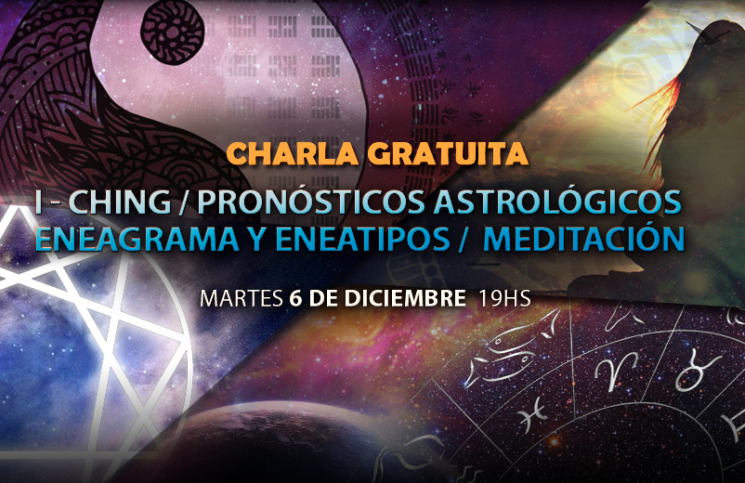 CHARLA GRATUITA
I - CHING / PRONÓSTICOS ASTROLÓGICOS
ENEAGRAMA Y ENEATIPOS / MEDITACIÓN
MARTES 6 DE DICIEMBRE 19HS